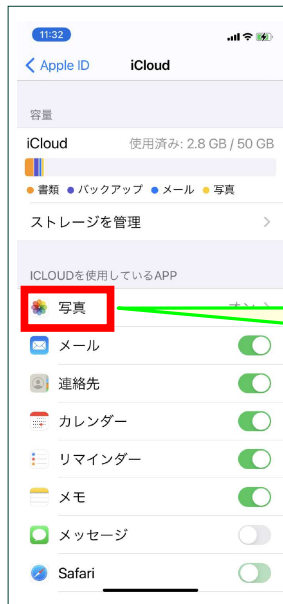 11:32
Apple ID
iCloud
容量
iCloud
使用済み: 2.8 GB / 50 GB
書類 バックアップ メール 写真
ストレージを管理
ICLOUDを使用しているAPP
写真
オン
メール
連絡先
カレンダー
リマインダー
メモ
メッセージ
Safari